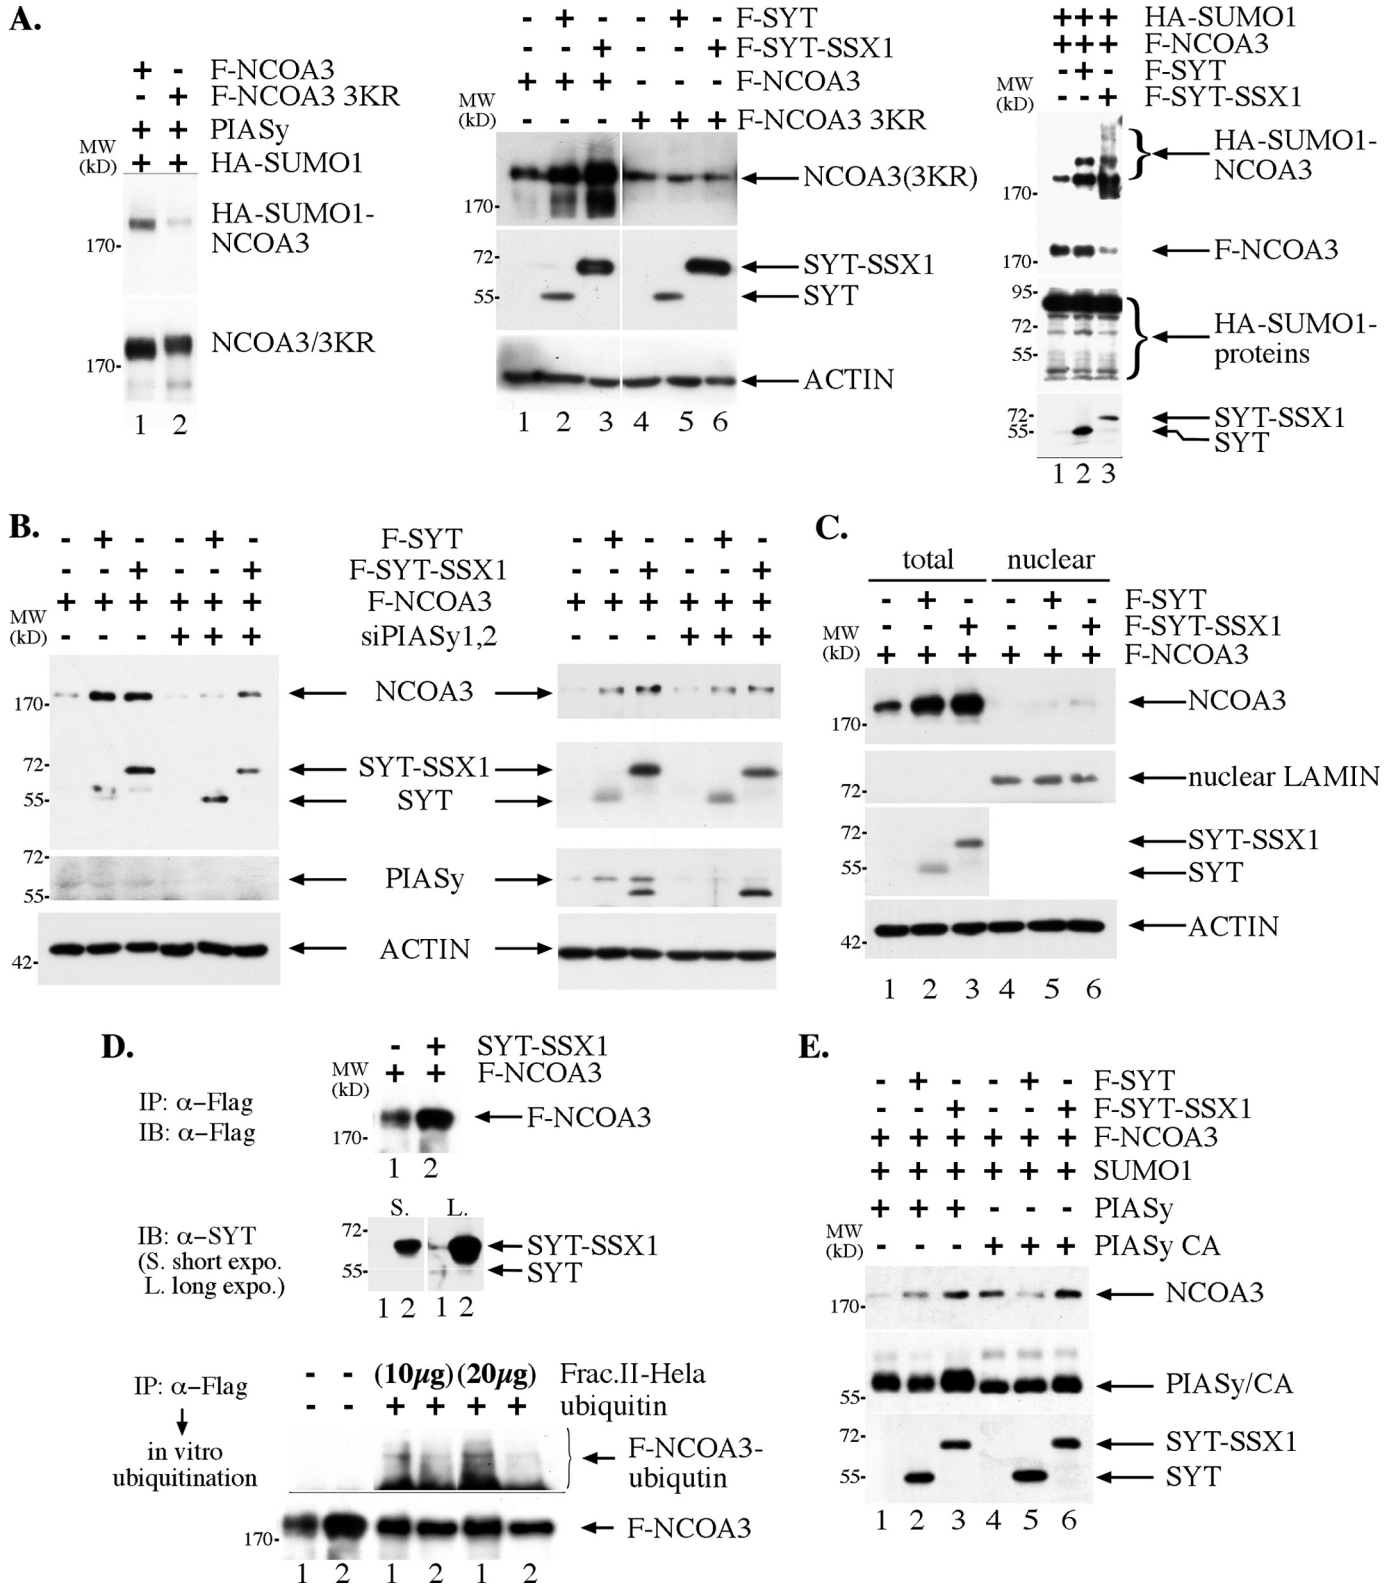 A.
+ - F-NCOA3
- + F-NCOA3 3KR
+ + PIASy
MW
(kD)
+ + HA-SUMO1
HA-SUMO1-
NCOA3
170-
NCOA3/3KR
170-
1 2
- + - - + - F-SYT
- - + - - + F-SYT-SSX1
+ + + - - - F-NCOA3
MW
(kD)
- - - + + + F-NCOA3 3KR
NCOA3(3KR)
170-
72-
SYT-SSX1
55-
SYT
ACTIN
1 2 3 4 5 6
+++ HA-SUMO1
+++ F-NCOA3
-+- F-SYT
MW
(kD)
--+ F-SYT-SSX1
HA-SUMO1-
NCOA3
170-
F-NCOA3
170-
95-
72-
HA-SUMO1-
proteins
55-
72-
SYT-SSX1
55-
SYT
1 2 3
B.
- + - - + - F-SYT - + - - + -
- - + - - + F-SYT-SSX1 - - + - - +
+ + + + + + F-NCOA3 + + + + + +
MW
(kD)
- - - + + + siPIASy1,2 - - - + + +
NCOA3
170-
72-
SYT-SSX1
55-
SYT
72-
PIASy
55-
ACTIN
42-
C.
total nuclear
- + - - + - F-SYT
- - + - - + F-SYT-SSX1
MW
(kD)
+ + + + + + F-NCOA3
NCOA3
170-
nuclear LAMIN
72-
72-
SYT-SSX1
55-
SYT
ACTIN
42-
1 2 3 4 5 6
D.
- + SYT-SSX1
MW
(kD)
+ + F-NCOA3
IP: α–Flag
IB: α–Flag
F-NCOA3
170-
1 2
S. L.
IB: α–SYT
(S. short expo.
L. long expo.)
72-
SYT-SSX1
55-
SYT
1 2 1 2
- - (10µg) (20µg) Frac.II-Hela
- - + + + + ubiquitin
IP: α–Flag
in vitro
ubiquitination
F-NCOA3-
ubiqutin
F-NCOA3
170-
1 2 1 2 1 2
E.
- + - - + - F-SYT
- - + - - + F-SYT-SSX1
+ + + + + + F-NCOA3
+ + + + + + SUMO1
+ + + - - - PIASy
MW
(kD)
- - - + + + PIASy CA
NCOA3
170-
PIASy/CA
55-
72-
SYT-SSX1
55-
SYT
1 2 3 4 5 6